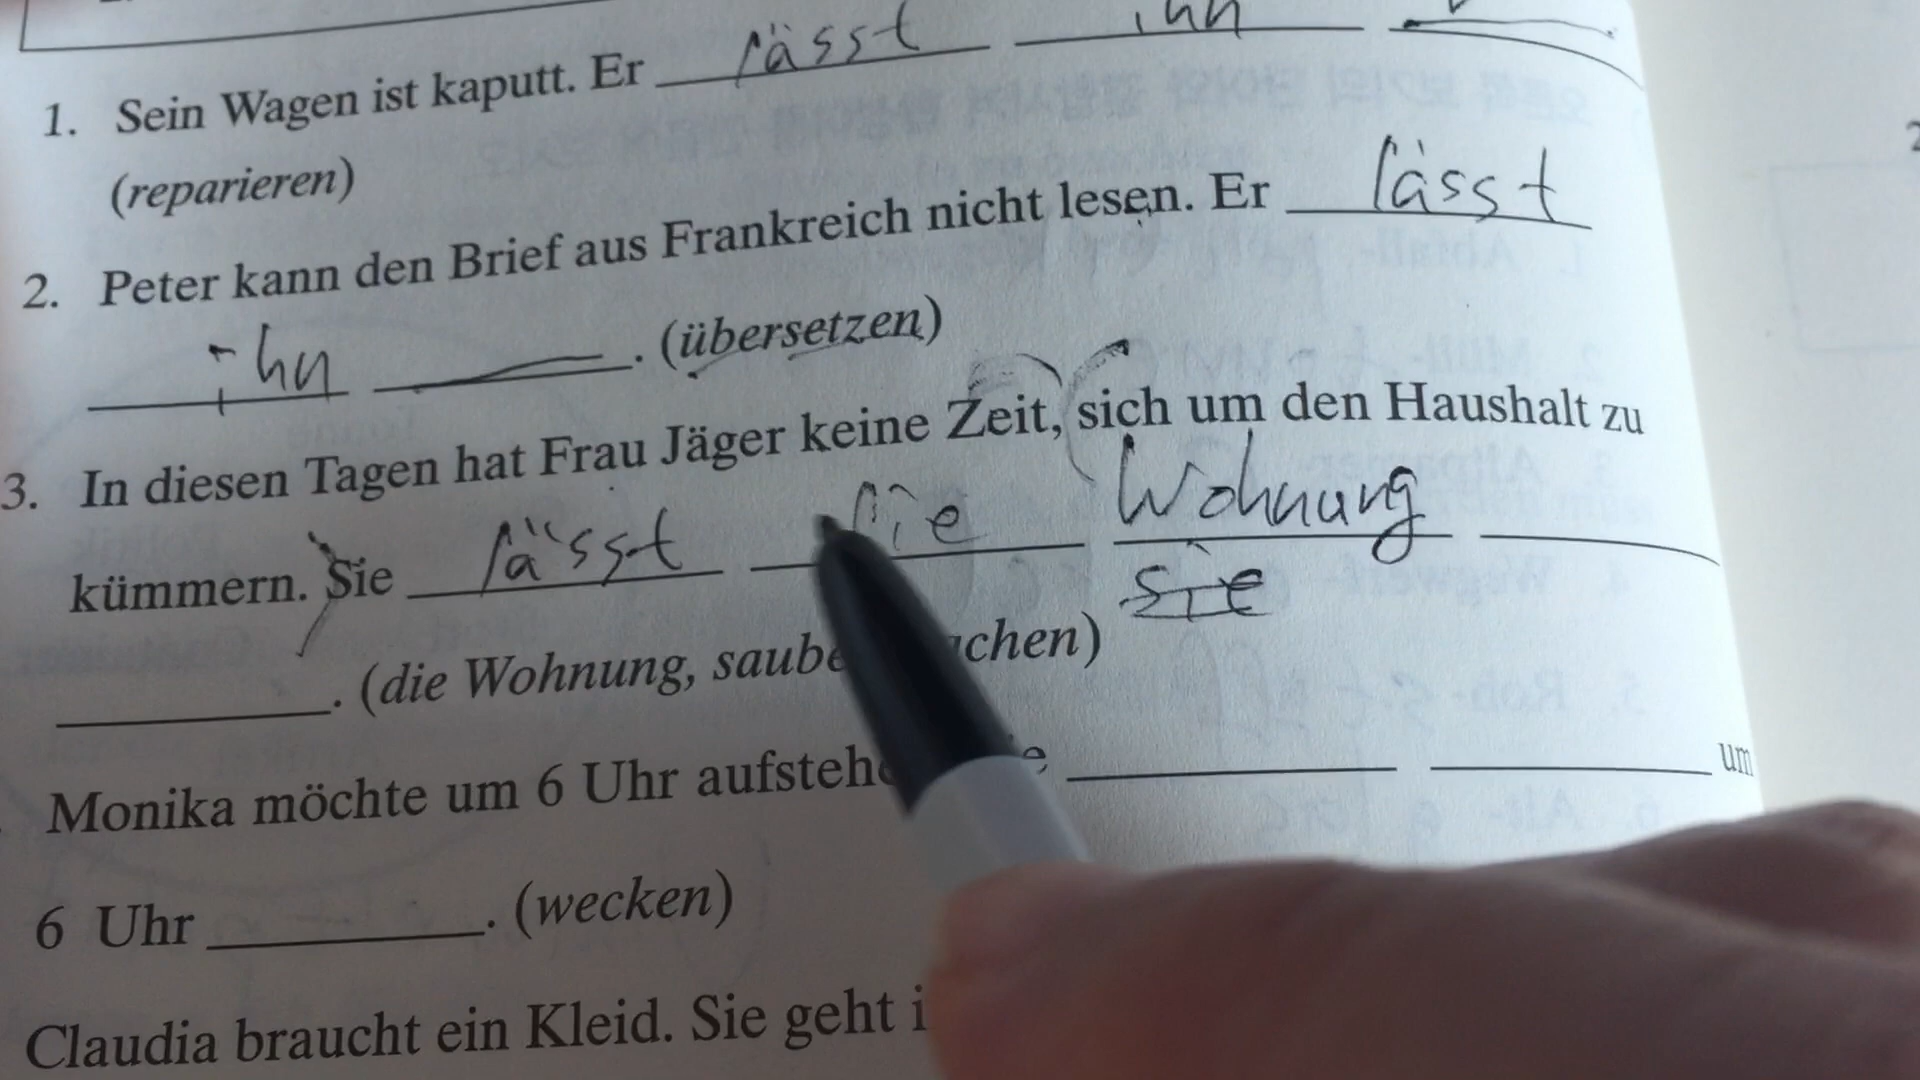 1. Sein Wagen ist kaputt. Er lässt ihn
(reparieren)
2. Peter kann den Brief aus Frankreich nicht lesen. Er lässt
ihn . (übersetzen)
3. In diesen Tagen hat Frau Jäger keine Zeit, sich um den Haushalt zu
kümmern. Sie lässt die Wohnung
sie
. (die Wohnung, chen)
Monika möchte um 6 Uhr um
6 Uhr . (wecken)
Claudia braucht ein Kleid. Sie geht